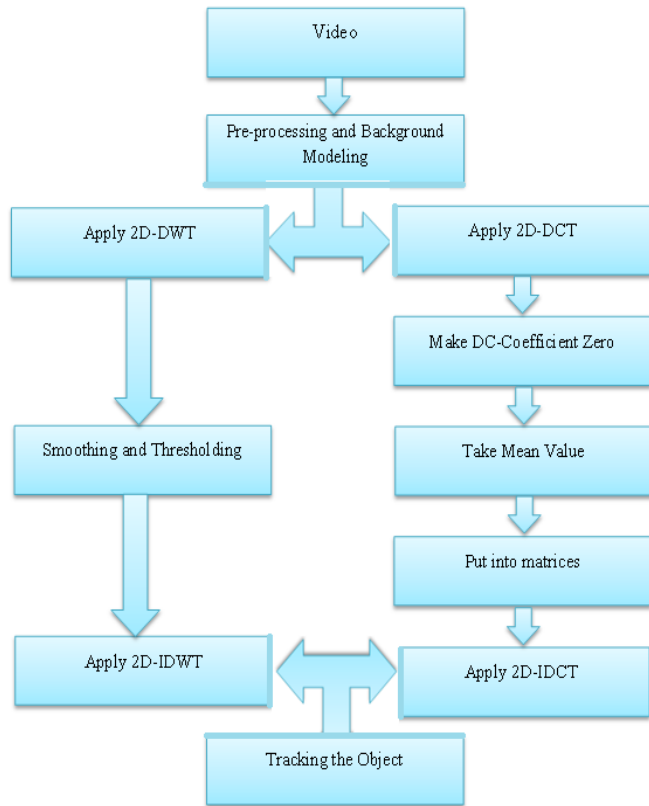 Video
Pre-processing and Background
Modeling
Apply 2D-DWT
Apply 2D-DCT
Make DC-Coefficient Zero
Smoothing and Thresholding
Take Mean Value
Put into matrices
Apply 2D-IDWT
Apply 2D-IDCT
Tracking the Object